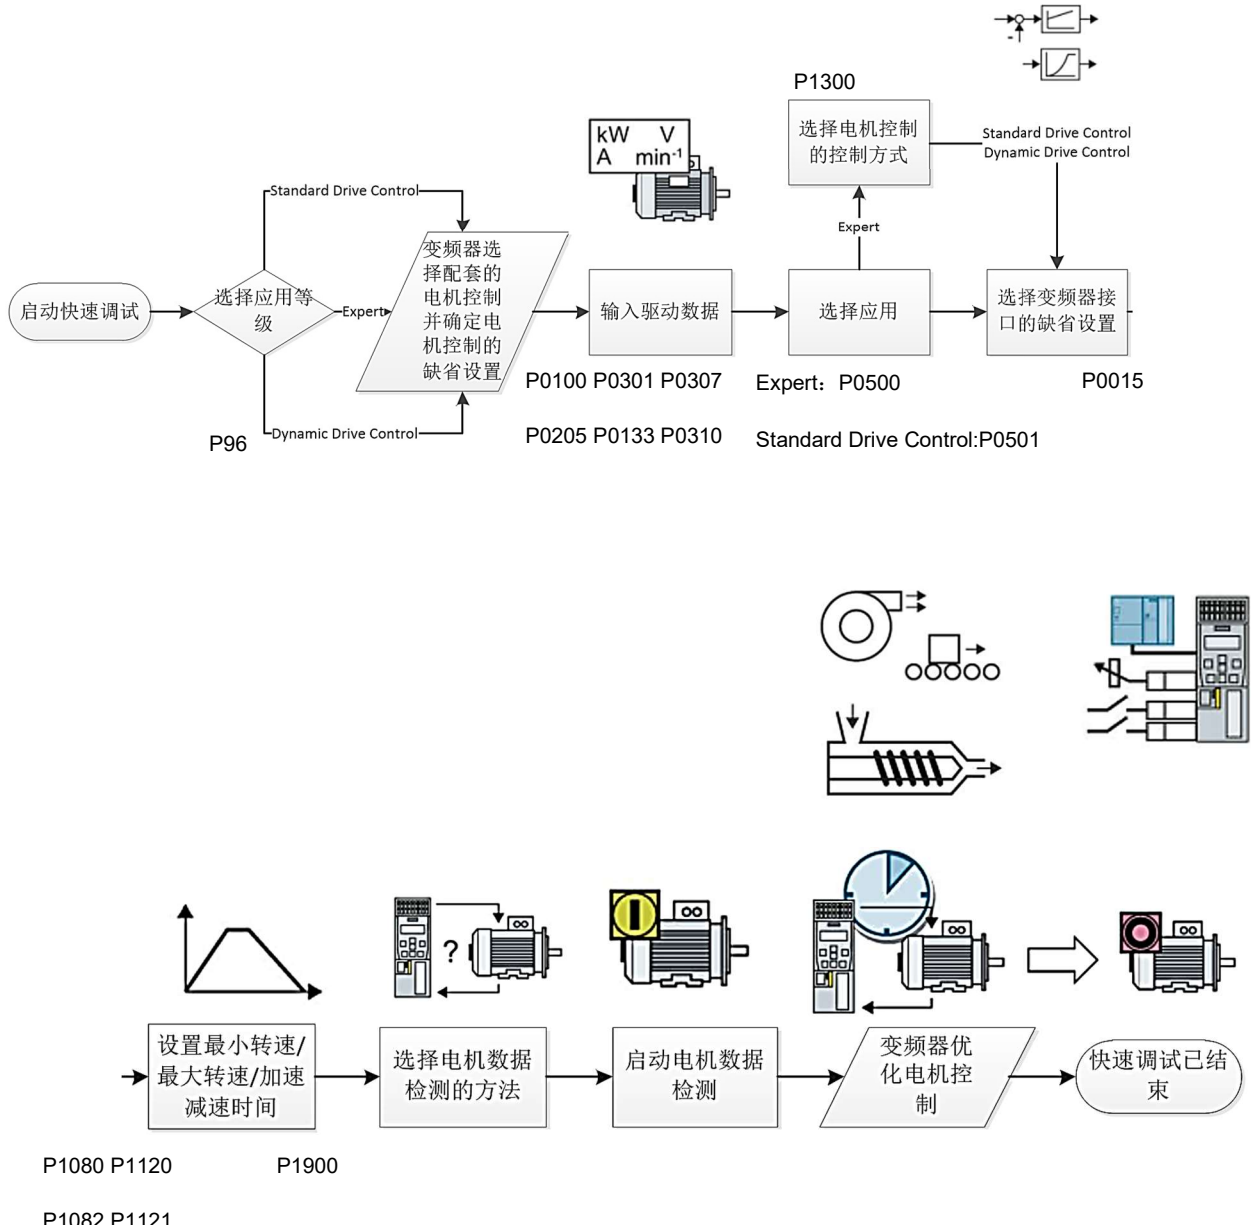 P1300
kW V
A min-1
选择电机控制
的控制方式
Standard Drive Control
Dynamic Drive Control
Standard Drive Control
Expert
启动快速调试
选择应用等
级
Expert
变频器选
择配套的
电机控制
并确定电
机控制的
缺省设置
输入驱动数据
选择应用
选择变频器接
口的缺省设置
P0100 P0301 P0307
Expert：P0500
P0015
Dynamic Drive Control
P96
P0205 P0133 P0310
Standard Drive Control:P0501
?
设置最小转速/
最大转速/加速
减速时间
选择电机数据
检测的方法
启动电机数据
检测
变频器优
化电机控
制
快速调试已结
束
P1080 P1120
P1900
P1082 P1121